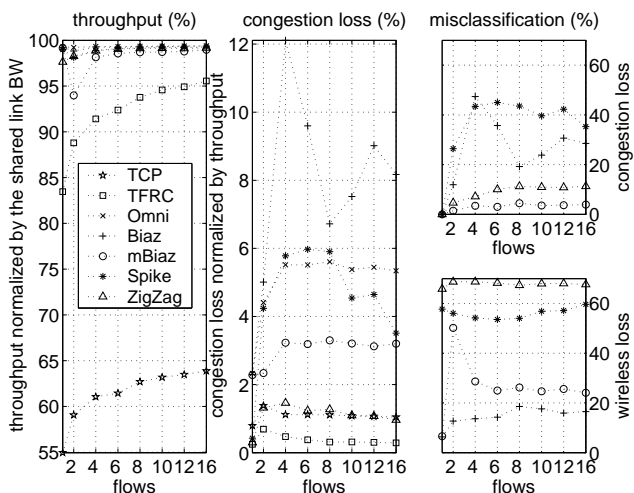 throughput (%)
throughput normalized by the shared link BW
100
95
90
85
80
75
70
65
60
55
2 4 6 8 10 12 16
flows
TCP
TFRC
Omni
Biaz
mBiaz
Spike
ZigZag
congestion loss (%)
congestion loss normalized by throughput
12
10
8
6
4
2
0
2 4 6 8 10 12 16
flows
misclassification (%)
60
40
20
0
congestion loss
2 4 6 8 10 12 16
flows
60
40
20
0
wireless loss
2 4 6 8 10 12 16
flows